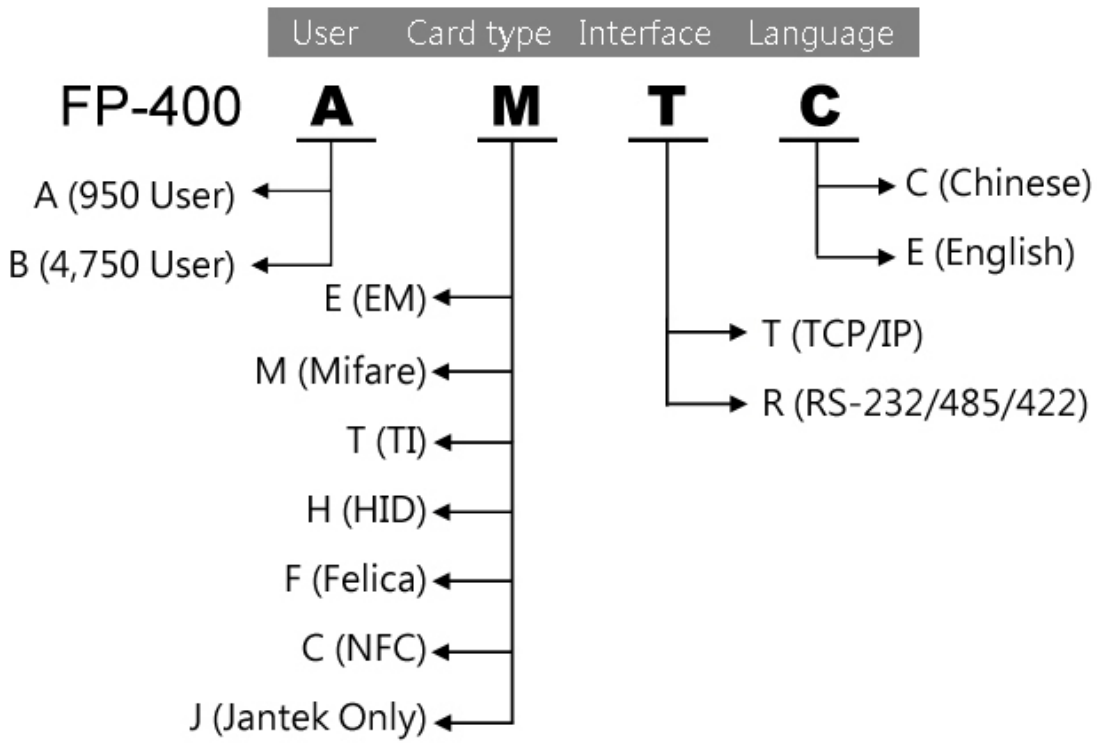 User Card type Interface Language
FP-400 A M T C
A (950 User)
B (4,750 User)
E (EM)
M (Mifare)
T (TI)
H (HID)
F (Felica)
C (NFC)
J (Jantek Only)
T (TCP/IP)
R (RS-232/485/422)
C (Chinese)
E (English)